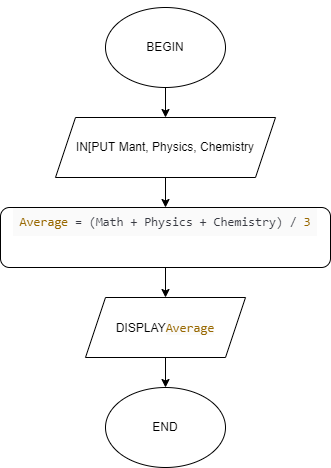 BEGIN
IN[PUT Mant, Physics, Chemistry
Average = (Math + Physics + Chemistry) / 3
DISPLAYAverage
END